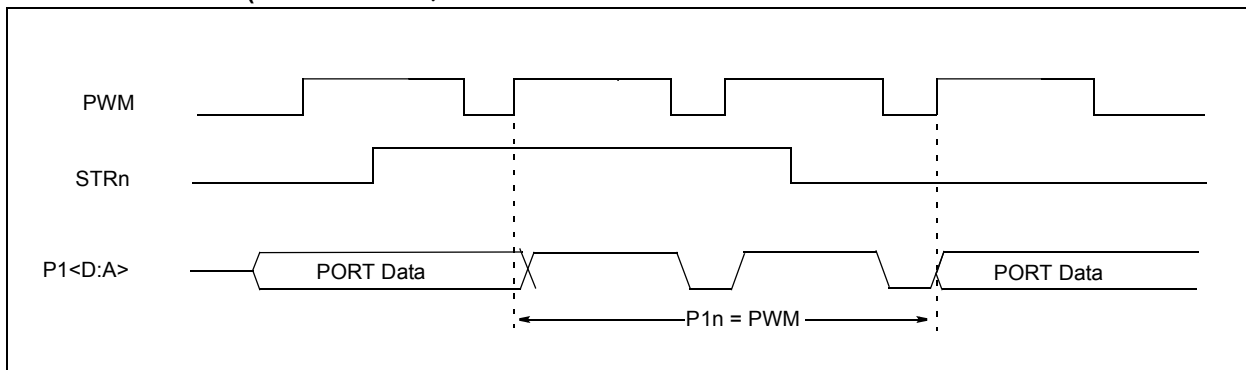 PWM
STRn
P1<D:A>
PORT Data
PORT Data
P1n = PWM